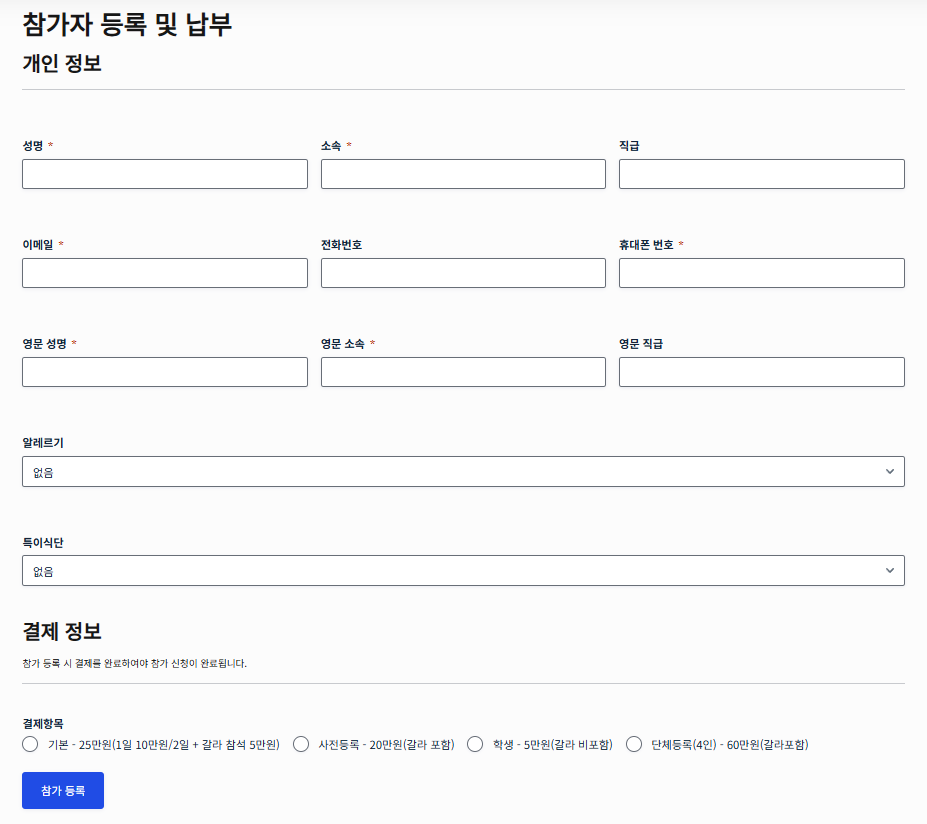 참가자 등록 및 납부
개인 정보
성명 * 소속 * 직급
이메일 * 전화번호 휴대폰 번호 *
영문 성명 * 영문 소속 * 영문 직급
알레르기
없음
특이식단
없음
결제 정보
참가 등록 시 결제를 완료하여야 참가 신청이 완료됩니다.
결제항목
기본 - 25만원(1일 10만원/2일 + 갈라 참석 5만원) 사전등록 - 20만원(갈라 포함) 학생 - 5만원(갈라 비포함) 단체등록(4인) - 60만원(갈라포함)
참가 등록